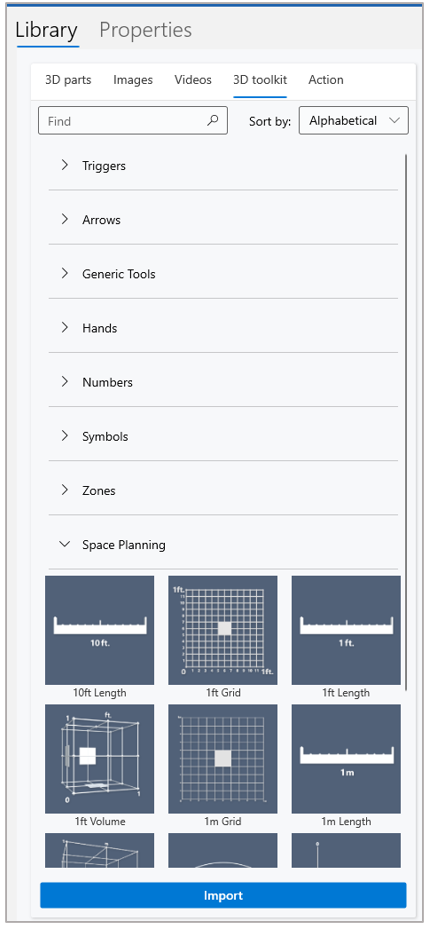 Library Properties
3D parts Images Videos 3D toolkit Action
Find Sort by: Alphabetical
Triggers
Arrows
Generic Tools
Hands
Numbers
Symbols
Zones
Space Planning
10 ft.
1ft.
0
1ft.
1 ft.
10ft Length 1ft Grid 1ft Length
1 ft.
0 1
1 m
1ft Volume 1m Grid 1m Length
1 m
Import